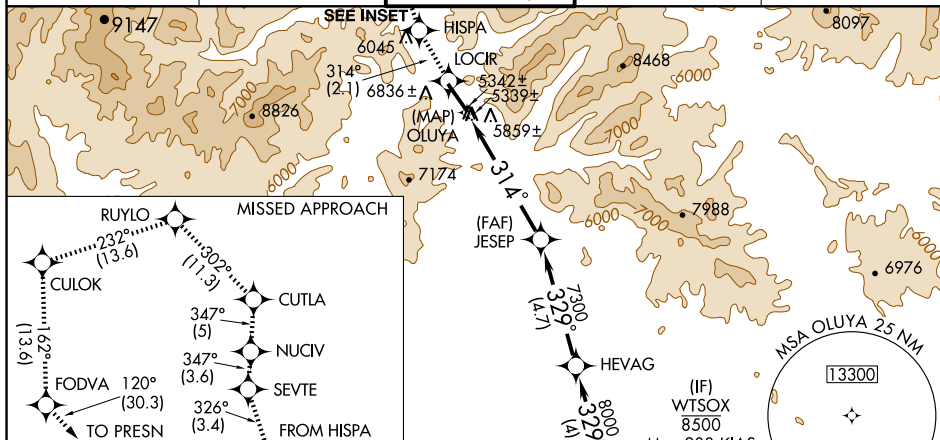 9147
SEE INSET
HISPA
8097
6045
LOCIR
8468
6000
314°
(2.1)
5342±
7000
6836±
5339±
8826
(MAP)
OLUYA
5859±
7000
6000
7174
314°
6000
7000
7988
(FAF)
JESEP
6976
7300
329°
(4.7)
HEVAG
8000
329
(4)
(IF)
WTSOX
8500
MSA OLUYA 25 NM
13300
MISSED APPROACH
RUYLO
232°
(13.6)
302°
(11.3)
CULOK
CUTLA
347°
(5)
162°
(13.6)
NUCIV
347°
(3.6)
FODVA
120°
(30.3)
SEVTE
326°
(3.4)
TO PRESN
FROM HISPA